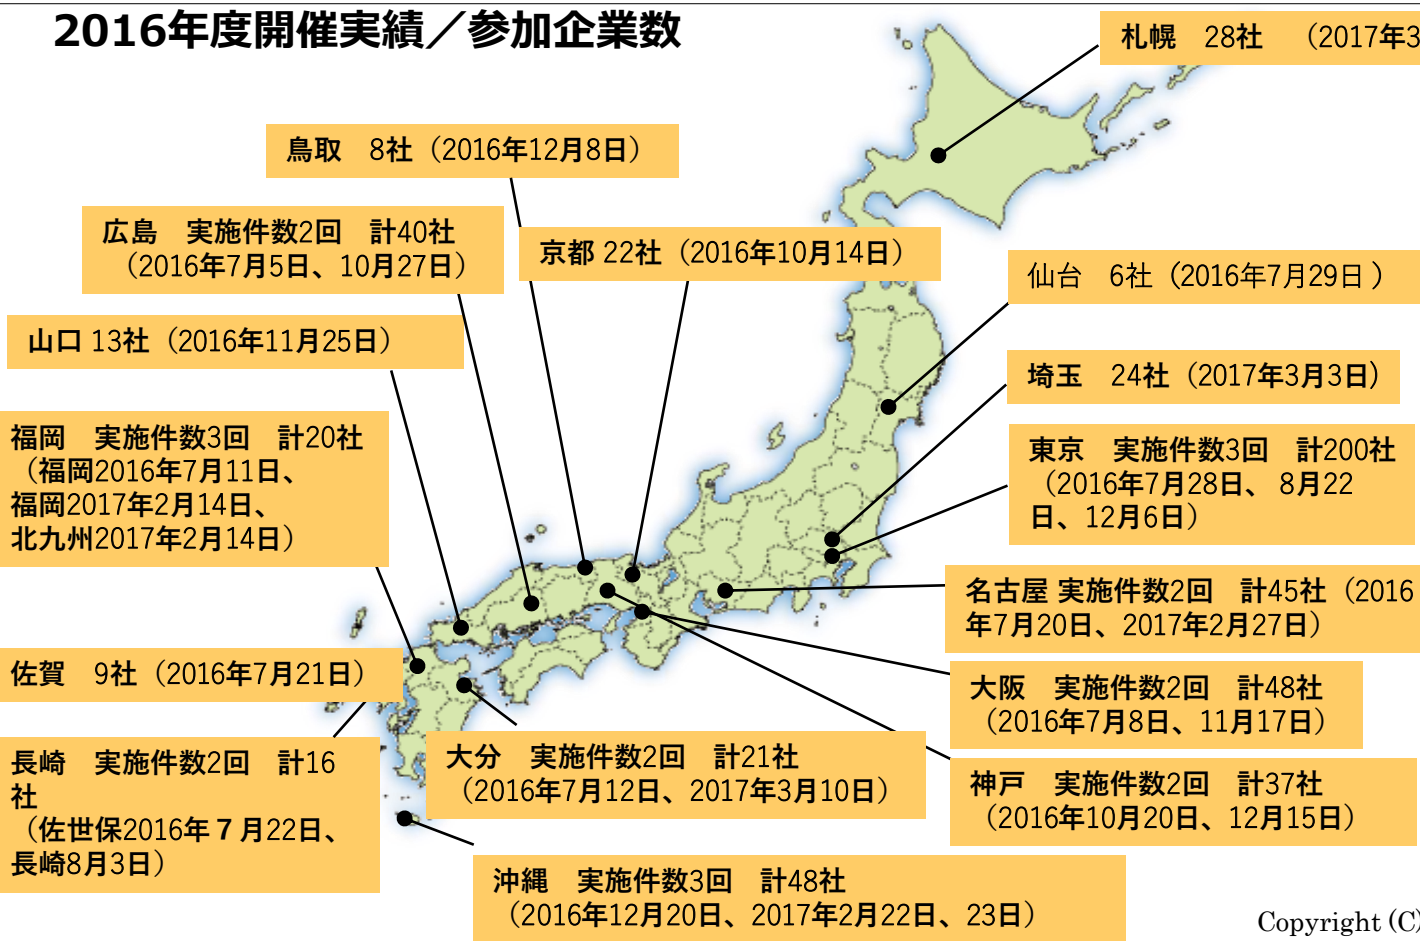 2016年度開催実績／参加企業数
札幌　28社　（2017年3
鳥取　8社（2016年12月8日）
広島　実施件数2回　計40社
（2016年7月5日、10月27日）
京都 22社（2016年10月14日）
仙台　6社（2016年7月29日 ）
山口 13社（2016年11月25日）
埼玉　24社（2017年3月3日）
福岡　実施件数3回　計20社
（福岡2016年7月11日、
福岡2017年2月14日、
北九州2017年2月14日）
東京　実施件数3回　計200社
（2016年7月28日、 8月22
日、12月6日）
名古屋 実施件数2回　計45社（2016
年7月20日、2017年2月27日）
佐賀　9社（2016年7月21日）
大阪　実施件数2回　計48社
（2016年7月8日、11月17日）
長崎　実施件数2回　計16
社
（佐世保2016年７月22日、
長崎8月3日）
大分　実施件数2回　計21社
（2016年7月12日、2017年3月10日）
神戸　実施件数2回　計37社
（2016年10月20日、12月15日）
沖縄　実施件数3回　計48社
（2016年12月20日、2017年2月22日、23日）
Copyright (C)